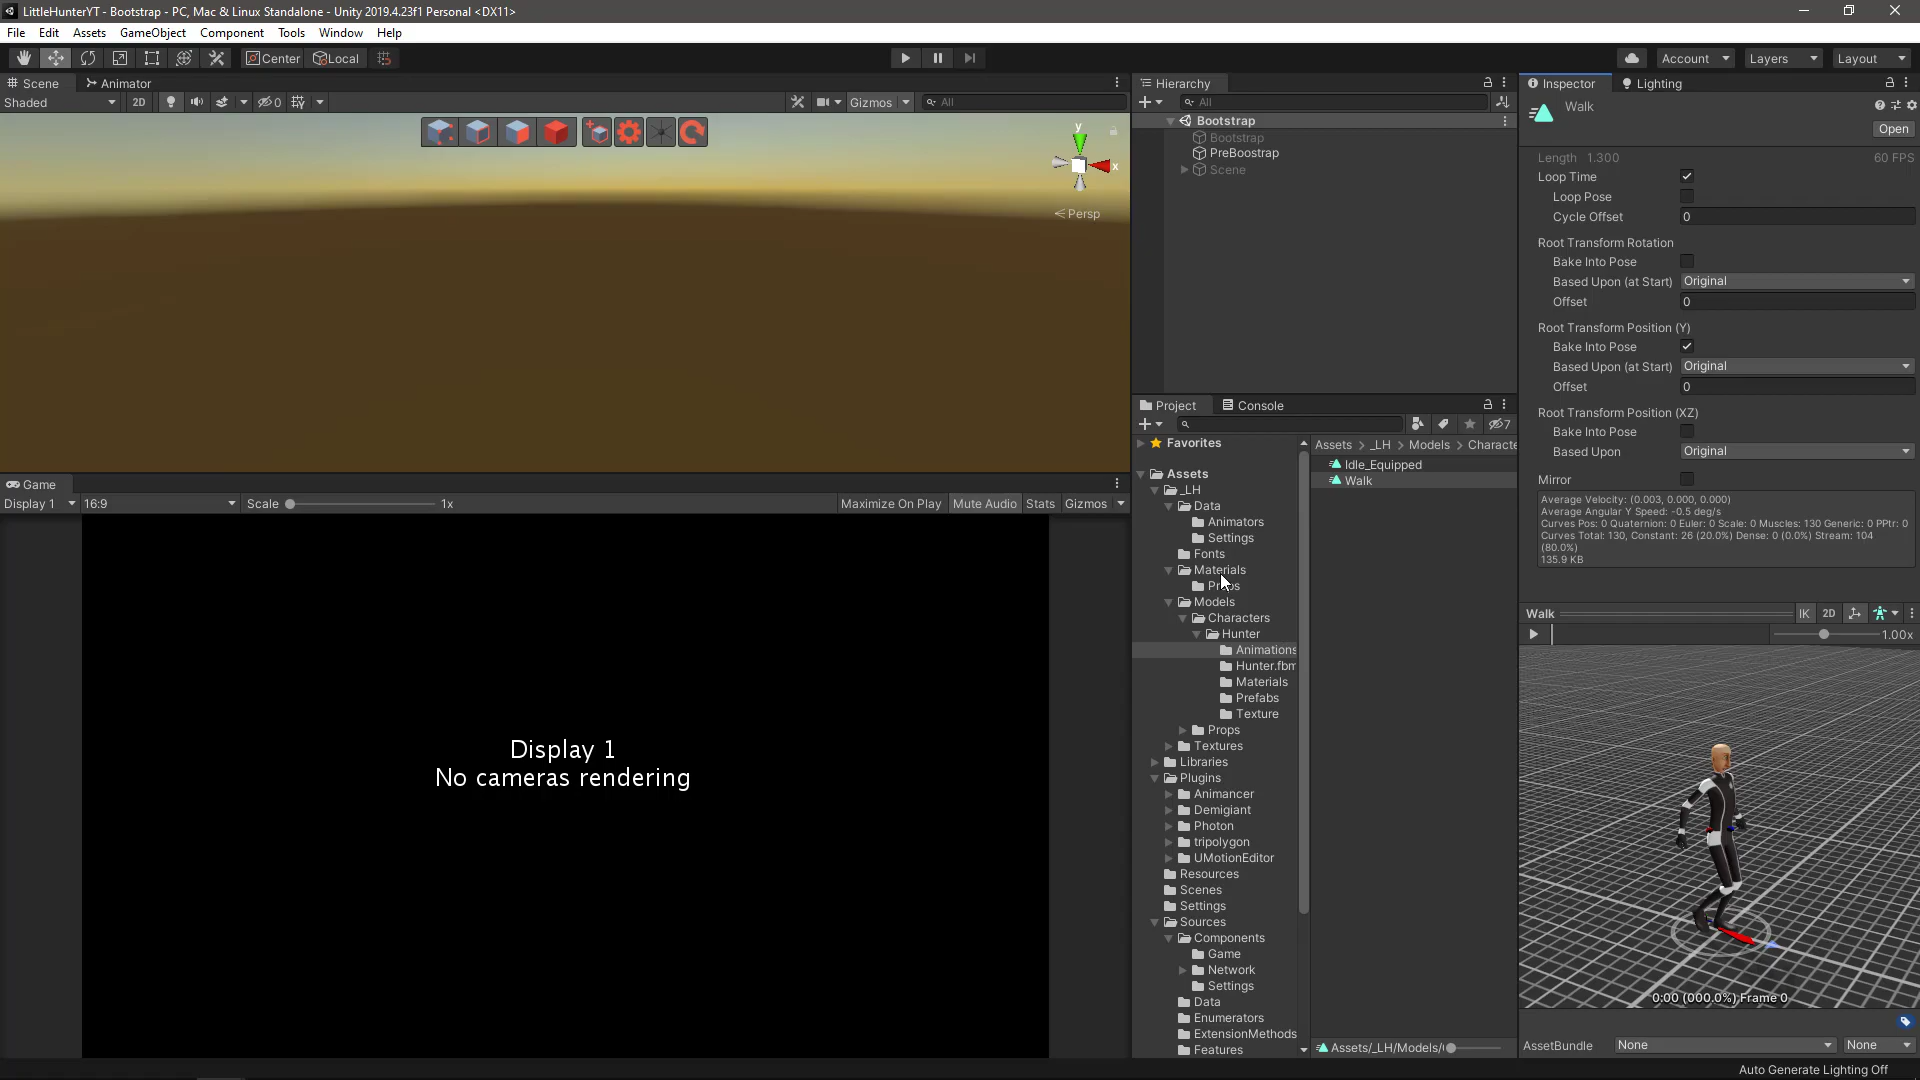 LittleHunterYT - Bootstrap - PC, Mac & Linux Standalone - Unity 2019.4.23f1 Personal <DX11>
File Edit Assets GameObject Component Tools Window Help
Center Local Account Layers Layout
Scene Animator
Shaded 2D 0 Gizmos All
y
x
< Persp
Game
Display 1 16:9 Scale 1x Maximize On Play Mute Audio Stats Gizmos
Display 1
No cameras rendering
Hierarchy
All
Bootstrap
Bootstrap
PreBoostrap
Scene
Project Console
7
Favorites
Assets
_LH
Data
Animators
Settings
Fonts
Materials
Props
Models
Characters
Hunter
Animations
Hunter.fbm
Materials
Prefabs
Texture
Props
Textures
Libraries
Plugins
Animancer
Demigiant
Photon
tripolygon
UMotionEditor
Resources
Scenes
Settings
Sources
Components
Game
Network
Settings
Data
Enumerators
ExtensionMethods
Features
Assets > _LH > Models > Characte
Idle_Equipped
Walk
Assets/_LH/Models/
Inspector Lighting
Walk
Open
Length 1.300 60 FPS
Loop Time
Loop Pose
Cycle Offset 0
Root Transform Rotation
Bake Into Pose
Based Upon (at Start) Original
Offset 0
Root Transform Position (Y)
Bake Into Pose
Based Upon (at Start) Original
Offset 0
Root Transform Position (XZ)
Bake Into Pose
Based Upon Original
Mirror
Average Velocity: (0.003, 0.000, 0.000)
Average Angular Y Speed: -0.5 deg/s
Curves Pos: 0 Quaternion: 0 Euler: 0 Scale: 0 Muscles: 130 Generic: 0 PPtr: 0
Curves Total: 130, Constant: 26 (20.0%) Dense: 0 (0.0%) Stream: 104
(80.0%)
135.9 KB
Walk IK 2D
1.00x
0:00 (000.0%) Frame 0
AssetBundle None None
Auto Generate Lighting Off